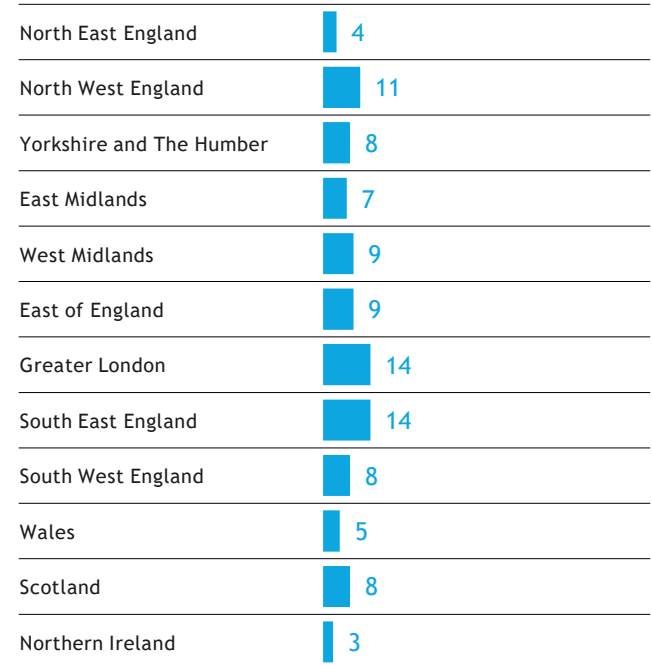 North East England 4
North West England 11
Yorkshire and The Humber 8
East Midlands 7
West Midlands 9
East of England 9
Greater London 14
South East England 14
South West England 8
Wales 5
Scotland 8
Northern Ireland 3